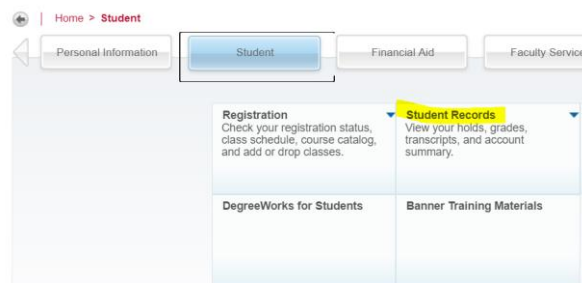 Home > Student
Personal Information
Student
Financial Aid
Faculty Service
Registration
Check your registration status,
class schedule, course catalog,
and add or drop classes.
Student Records
View your holds, grades,
transcripts, and account
summary.
DegreeWorks for Students
Banner Training Materials